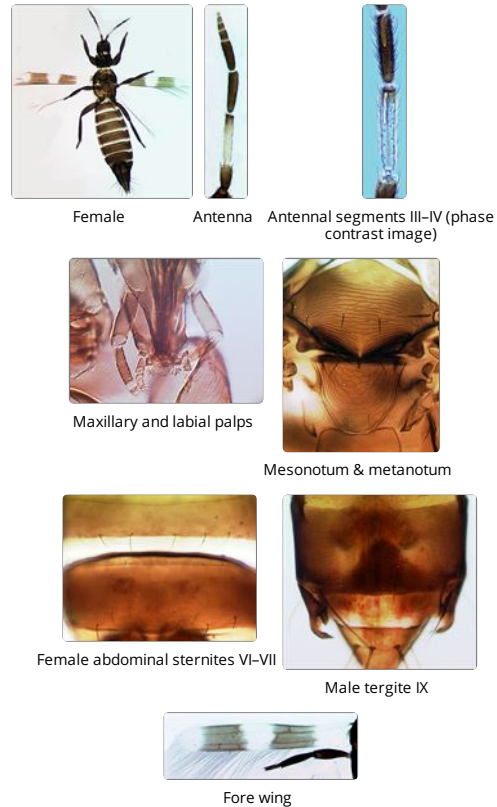 Female
Antenna
Antennal segments III–IV (phase
contrast image)
Maxillary and labial palps
Mesonotum & metanotum
Female abdominal sternites VI–VII
Male tergite IX
Fore wing